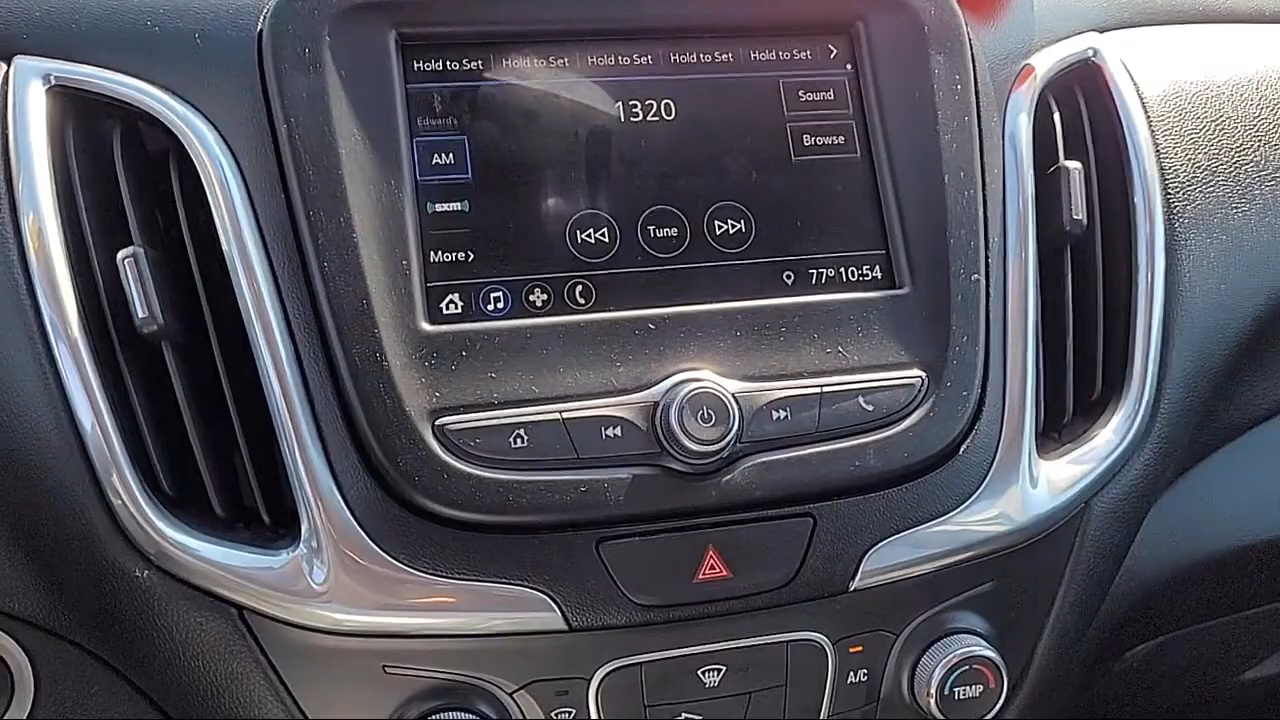 Hold to Set Hold to Set Hold to Set Hold to Set Hold to Set
Edward's
1320
Sound
AM
Browse
sxm
Tune
More
77° 10:54
A/C
TEMP